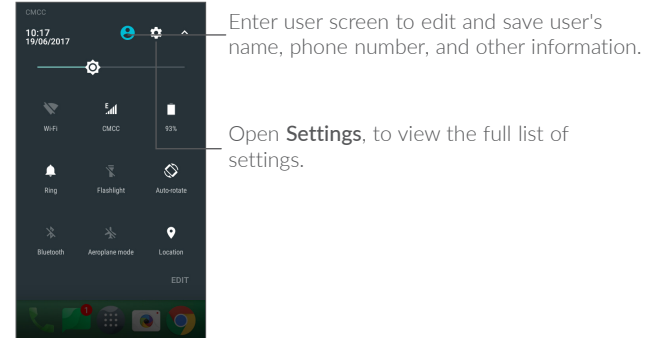 CMCC
10:17
19/06/2017
Enter user screen to edit and save user's
name, phone number, and other information.
E
Wi-Fi
CMCC
93%
Open Settings, to view the full list of
settings.
Ring
Flashlight
Auto-rotate
Bluetooth
Aeroplane mode
Location
EDIT
1